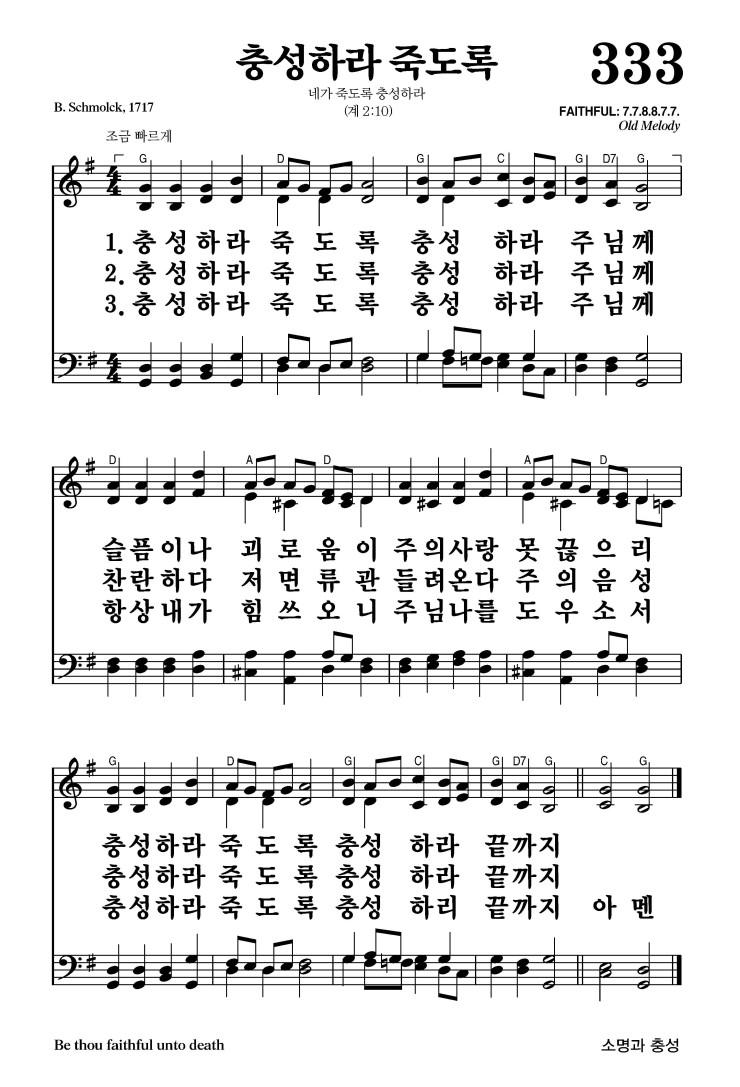 충성하라 죽도록
333
네가 죽도록 충성하라
B. Schmolck, 1717
(계 2:10)
FAITHFUL: 7.7.8.8.7.7.
Old Melody
조금 빠르게
G D G C G D7 G
1. 충성하라 죽 도 록 충성 하라 주 님 께
2. 충성하라 죽 도 록 충성 하라 주 님 께
3. 충성하라 죽 도 록 충성 하라 주 님 께
D A D A D
슬픔이나 괴 로 움 이 주의사랑 못 끊 으 리
찬란하다 저 면 류 관 들려온다 주 의 음 성
항상내가 힘 쓰 오 니 주님나를 도 우 소 서
G D G C G D7 G C G
충성하라 죽 도 록 충성 하라 끝까지
충성하라 죽 도 록 충성 하라 끝까지
충성하라 죽 도 록 충성 하리 끝까지 아 멘
Be thou faithful unto death
소명과 충성